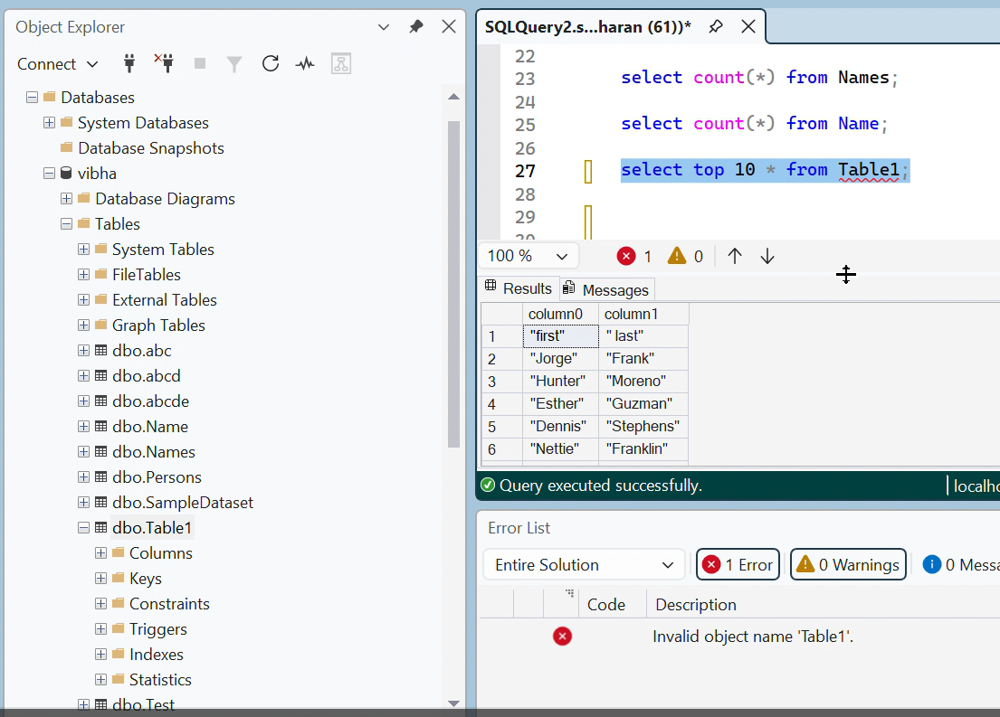 Object Explorer
Connect
Databases
System Databases
Database Snapshots
vibha
Database Diagrams
Tables
System Tables
FileTables
External Tables
Graph Tables
dbo.abc
dbo.abcd
dbo.abcde
dbo.Name
dbo.Names
dbo.Persons
dbo.SampleDataset
dbo.Table1
Columns
Keys
Constraints
Triggers
Indexes
Statistics
dbo.Test
SQLQuery2.s...haran (61))*
22
23 select count(*) from Names;
24
25 select count(*) from Name;
26
27 select top 10 * from Table1;
28
29
100 % 1 0
Results Messages
column0 column1
1 "first" " last"
2 "Jorge" "Frank"
3 "Hunter" "Moreno"
4 "Esther" "Guzman"
5 "Dennis" "Stephens"
6 "Nettie" "Franklin"
Query executed successfully. localho
Error List
Entire Solution 1 Error 0 Warnings 0 Messa
Code Description
Invalid object name 'Table1'.